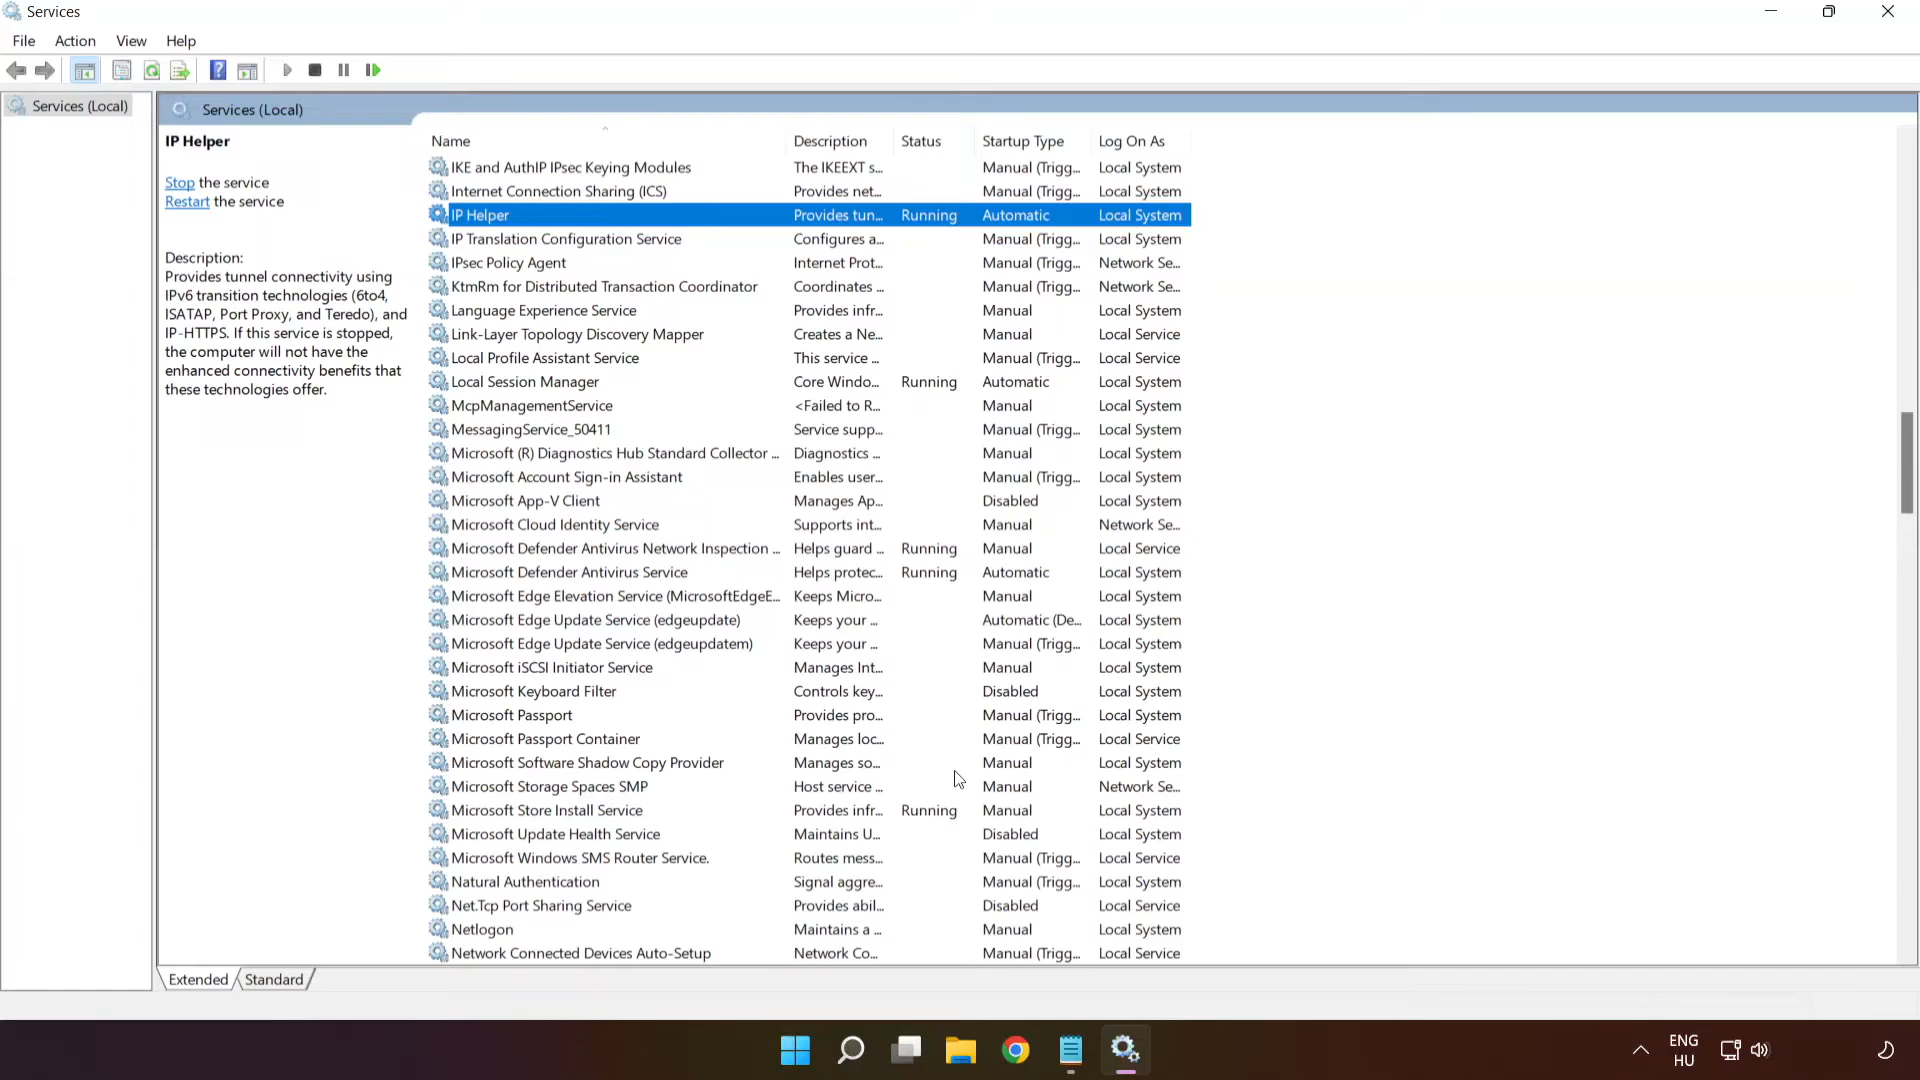 Services
File Action View Help
Services (Local)
Services (Local)
IP Helper
Stop the service
Restart the service
Description:
Provides tunnel connectivity using
IPv6 transition technologies (6to4,
ISATAP, Port Proxy, and Teredo), and
IP-HTTPS. If this service is stopped,
the computer will not have the
enhanced connectivity benefits that
these technologies offer.
Name Description Status Startup Type Log On As
IKE and AuthIP IPsec Keying Modules The IKEEXT s... Manual (Trigg... Local System
Internet Connection Sharing (ICS) Provides net... Manual (Trigg... Local System
IP Helper Provides tun... Running Automatic Local System
IP Translation Configuration Service Configures a... Manual (Trigg... Local System
IPsec Policy Agent Internet Prot... Manual (Trigg... Network Se...
KtmRm for Distributed Transaction Coordinator Coordinates ... Manual (Trigg... Network Se...
Language Experience Service Provides infr... Manual Local System
Link-Layer Topology Discovery Mapper Creates a Ne... Manual Local Service
Local Profile Assistant Service This service ... Manual (Trigg... Local Service
Local Session Manager Core Windo... Running Automatic Local System
McpManagementService <Failed to R... Manual Local System
MessagingService_50411 Service supp... Manual (Trigg... Local System
Microsoft (R) Diagnostics Hub Standard Collector ... Diagnostics ... Manual Local System
Microsoft Account Sign-in Assistant Enables user... Manual (Trigg... Local System
Microsoft App-V Client Manages Ap... Disabled Local System
Microsoft Cloud Identity Service Supports int... Manual Network Se...
Microsoft Defender Antivirus Network Inspection ... Helps guard ... Running Manual Local Service
Microsoft Defender Antivirus Service Helps protec... Running Automatic Local System
Microsoft Edge Elevation Service (MicrosoftEdgeE... Keeps Micro... Manual Local System
Microsoft Edge Update Service (edgeupdate) Keeps your ... Automatic (De... Local System
Microsoft Edge Update Service (edgeupdatem) Keeps your ... Manual (Trigg... Local System
Microsoft iSCSI Initiator Service Manages Int... Manual Local System
Microsoft Keyboard Filter Controls key... Disabled Local System
Microsoft Passport Provides pro... Manual (Trigg... Local System
Microsoft Passport Container Manages loc... Manual (Trigg... Local Service
Microsoft Software Shadow Copy Provider Manages so... Manual Local System
Microsoft Storage Spaces SMP Host service ... Manual Network Se...
Microsoft Store Install Service Provides infr... Running Manual Local System
Microsoft Update Health Service Maintains U... Disabled Local System
Microsoft Windows SMS Router Service. Routes mess... Manual (Trigg... Local Service
Natural Authentication Signal aggre... Manual (Trigg... Local System
Net.Tcp Port Sharing Service Provides abil... Disabled Local Service
Netlogon Maintains a ... Manual Local System
Network Connected Devices Auto-Setup Network Co... Manual (Trigg... Local Service
Extended Standard
ENG
HU